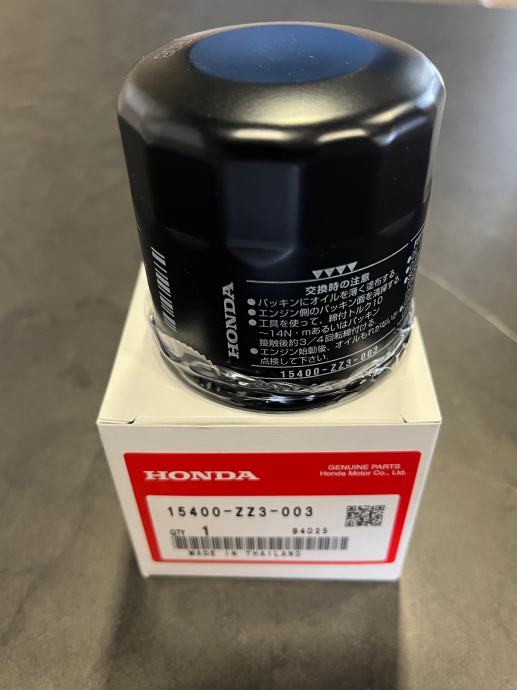 HONDA
交換時の注意
●パッキンにオイルを薄く塗布する。
●エンジン側のパッキン面を清掃する。
●工具を使って、締付トルク10
～14N・mあるいはパッキン
接触後約3/4回転締付ける。
●エンジン始動後、オイルもれがないか
点検して下さい。
15400-ZZ3-003
HONDA
GENUINE PARTS
Honda Motor Co., Ltd.
15400-ZZ3-003
QTY 1 B4D25
MADE IN THAILAND